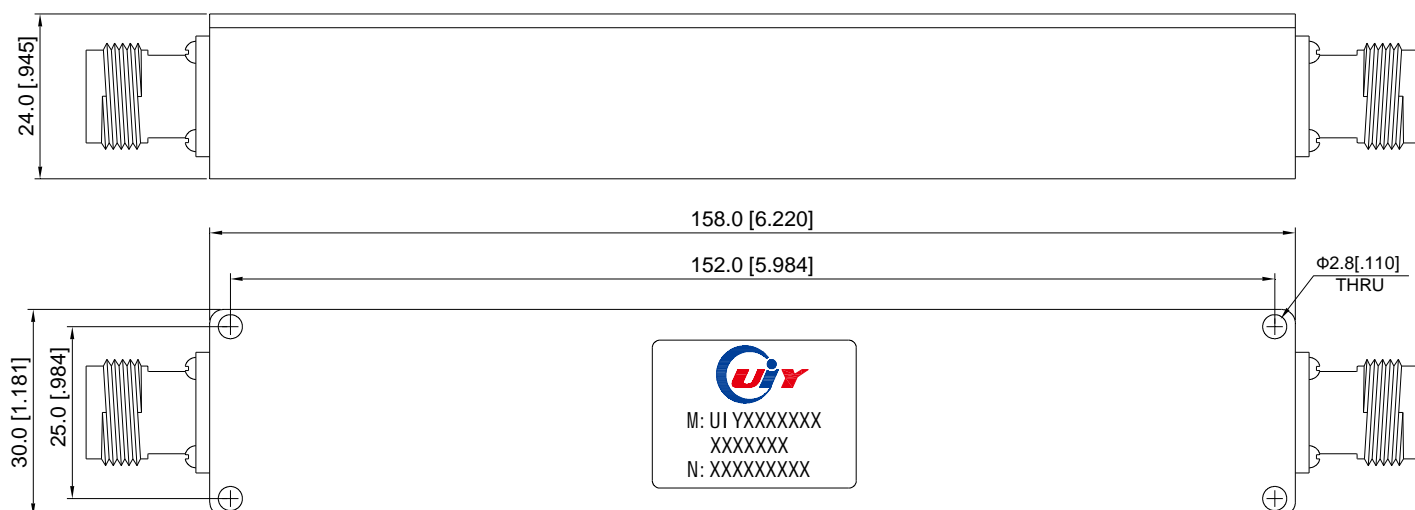 24.0 [.945]
158.0 [6.220]
152.0 [5.984]
Φ2.8[.110]
THRU
30.0 [1.181]
25.0 [.984]
UiY
M: UIYXXXXXXX
XXXXXXX
N: XXXXXXXXX